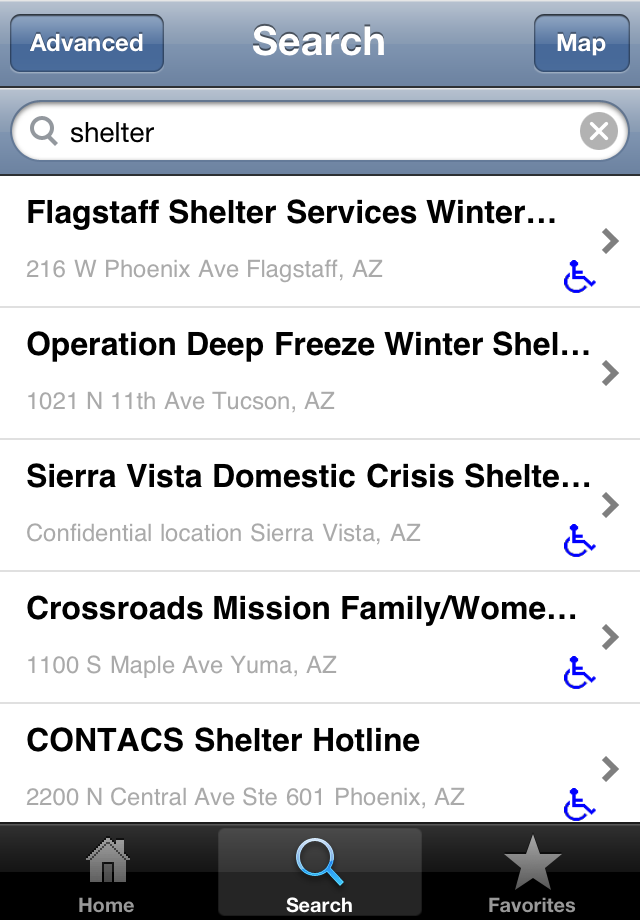 Advanced
Search
Map
shelter
Flagstaff Shelter Services Winter…
216 W Phoenix Ave Flagstaff, AZ
Operation Deep Freeze Winter Shel…
1021 N 11th Ave Tucson, AZ
Sierra Vista Domestic Crisis Shelte…
Confidential location Sierra Vista, AZ
Crossroads Mission Family/Wome…
1100 S Maple Ave Yuma, AZ
CONTACS Shelter Hotline
2200 N Central Ave Ste 601 Phoenix, AZ
Home
Search
Favorites